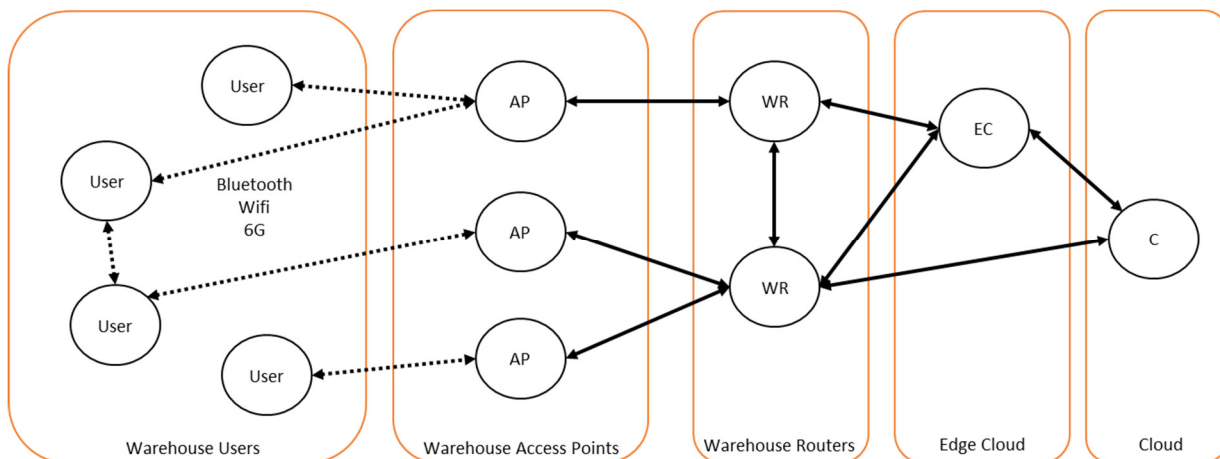 User
AP
WR
EC
User
Bluetooth
Wifi
6G
AP
C
User
WR
User
AP
Warehouse Users
Warehouse Access Points
Warehouse Routers
Edge Cloud
Cloud